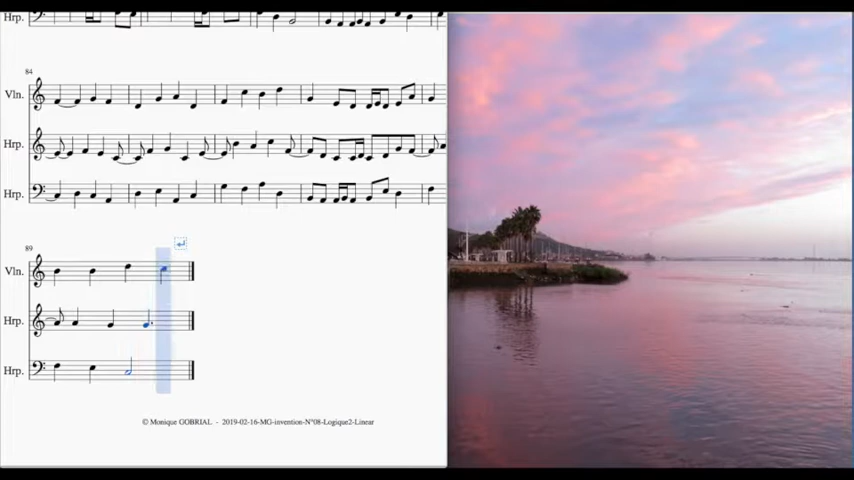 Hrp.
84
Vln.
Hrp.
Hrp.
89
Vln.
Hrp.
Hrp.
© Monique GOBRIAL - 2019-02-16-MG-invention-N°08-Logique2-Linear